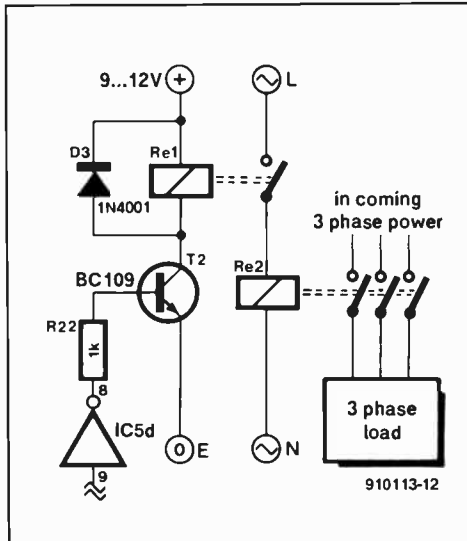 9...12V
+
L
D3
Re1
1N4001
in coming
3 phase power
T2
BC109
Re2
R22
1k
8
IC5d
3 phase
load
9
0
E
N
910113-12